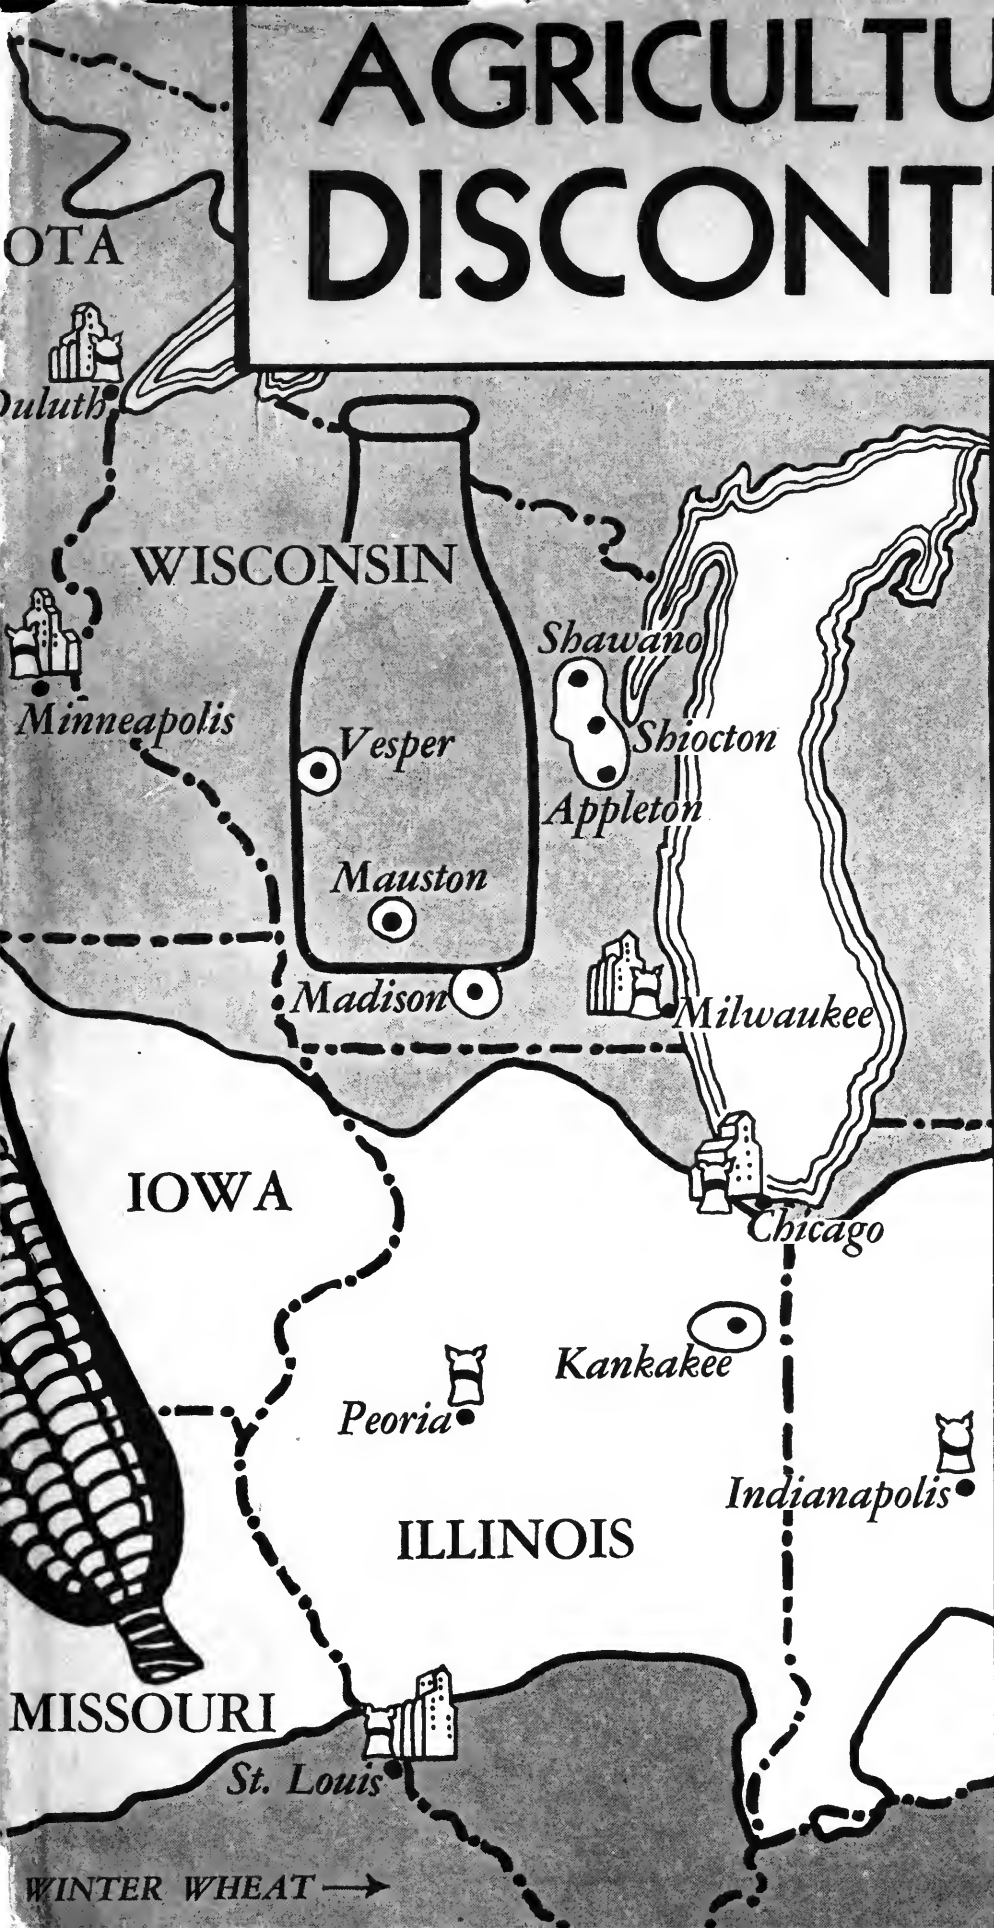 AGRICULTU
DISCONT
OTA
Duluth
WISCONSIN
Shawano
Minneapolis
Vesper
Shiocton
Appleton
Mauston
Madison
Milwaukee
IOWA
Chicago
Kankakee
Peoria
Indianapolis
ILLINOIS
MISSOURI
St. Louis
WINTER WHEAT